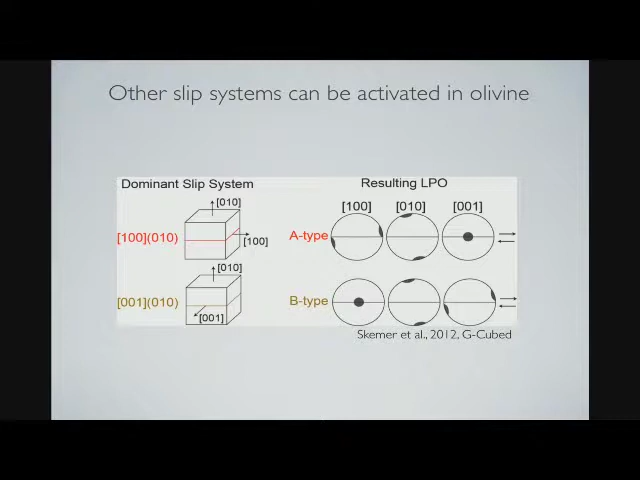 Other slip systems can be activated in olivine
Dominant Slip System
Resulting LPO
[010]
[100](010)
[100]
A-type
[100] [010] [001]
[010]
[001](010)
[001]
B-type
Skemer et al., 2012, G-Cubed